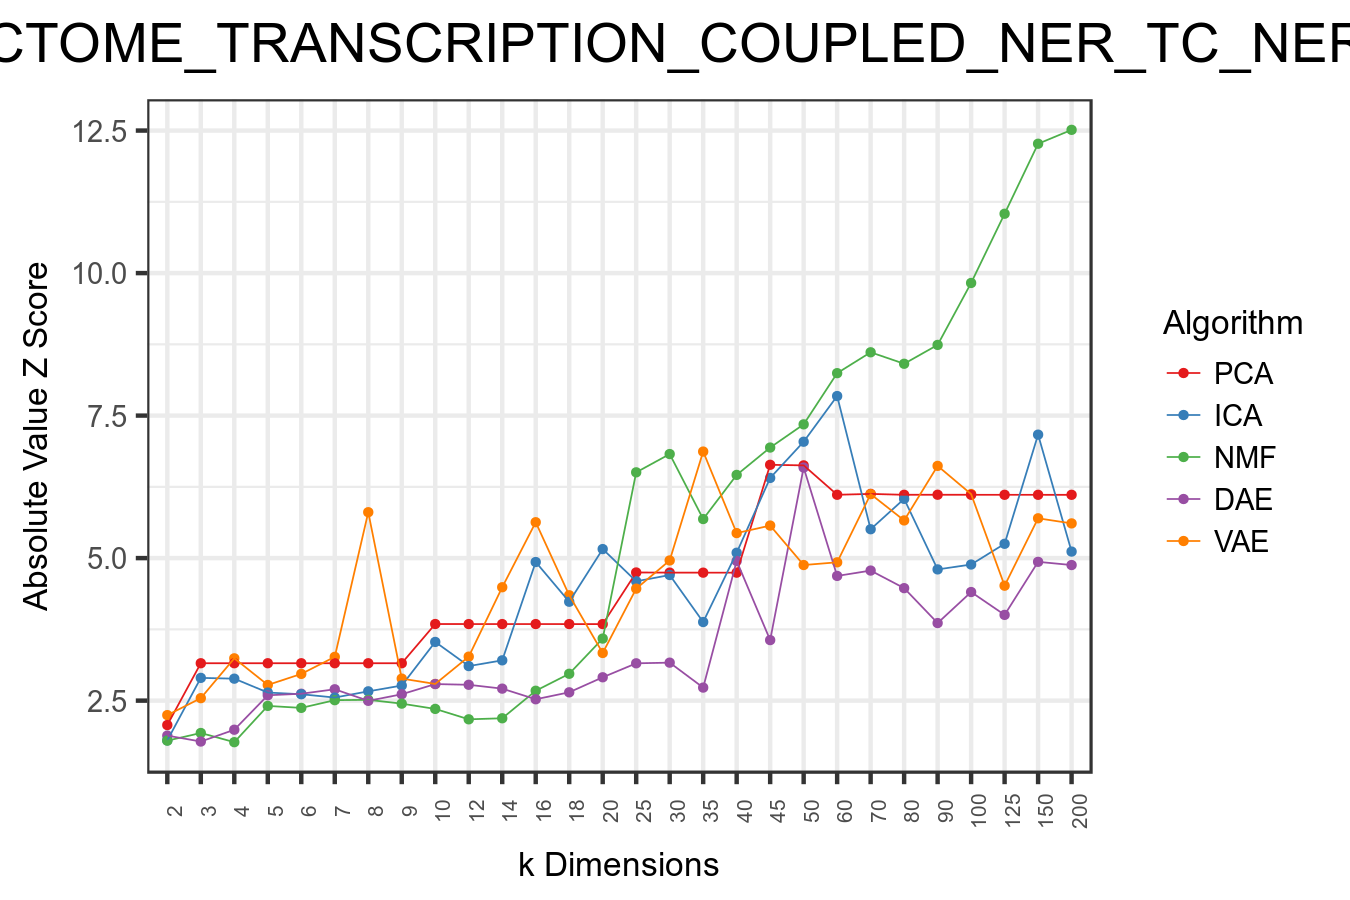 CTOME_TRANSCRIPTION_COUPLED_NER_TC_NER
12.5
10.0
7.5
5.0
2.5
Absolute Value Z Score
2 3 4 5 6 7 8 9 10 12 14 16 18 20 25 30 35 40 45 50 60 70 80 90 100 125 150 200
k Dimensions
Algorithm
PCA
ICA
NMF
DAE
VAE